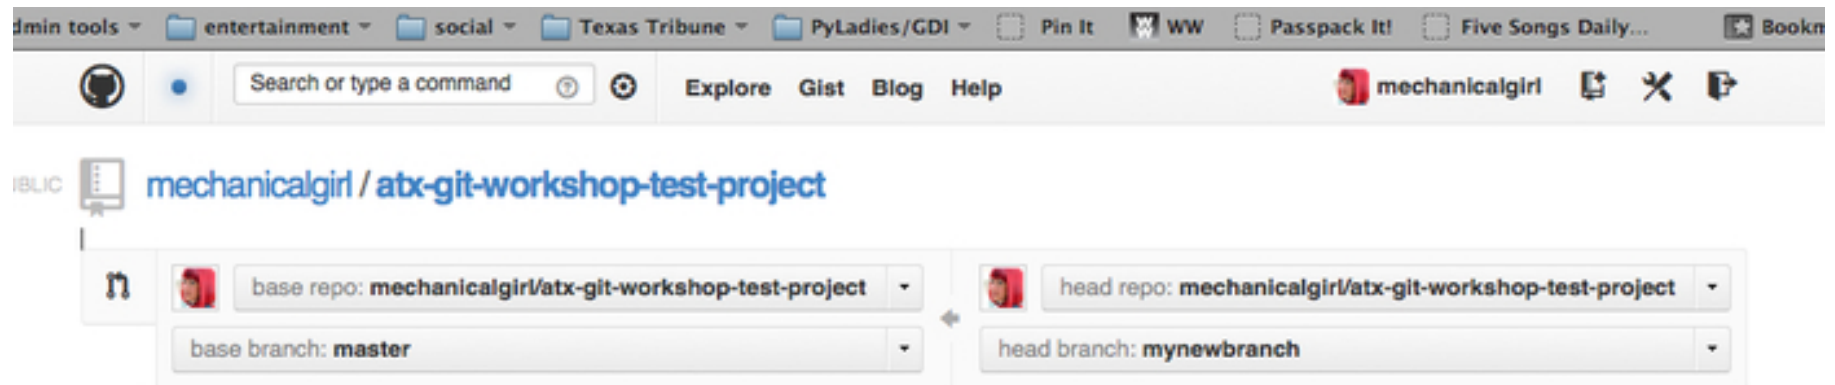 dmin tools entertainment social Texas Tribune PyLadies/GDI Pin It WW Passpack It! Five Songs Daily... Bookm
Search or type a command Explore Gist Blog Help mechanicalgirl
BLIC mechanicalgirl / atx-git-workshop-test-project
base repo: mechanicalgirl/atx-git-workshop-test-project head repo: mechanicalgirl/atx-git-workshop-test-project
base branch: master head branch: mynewbranch